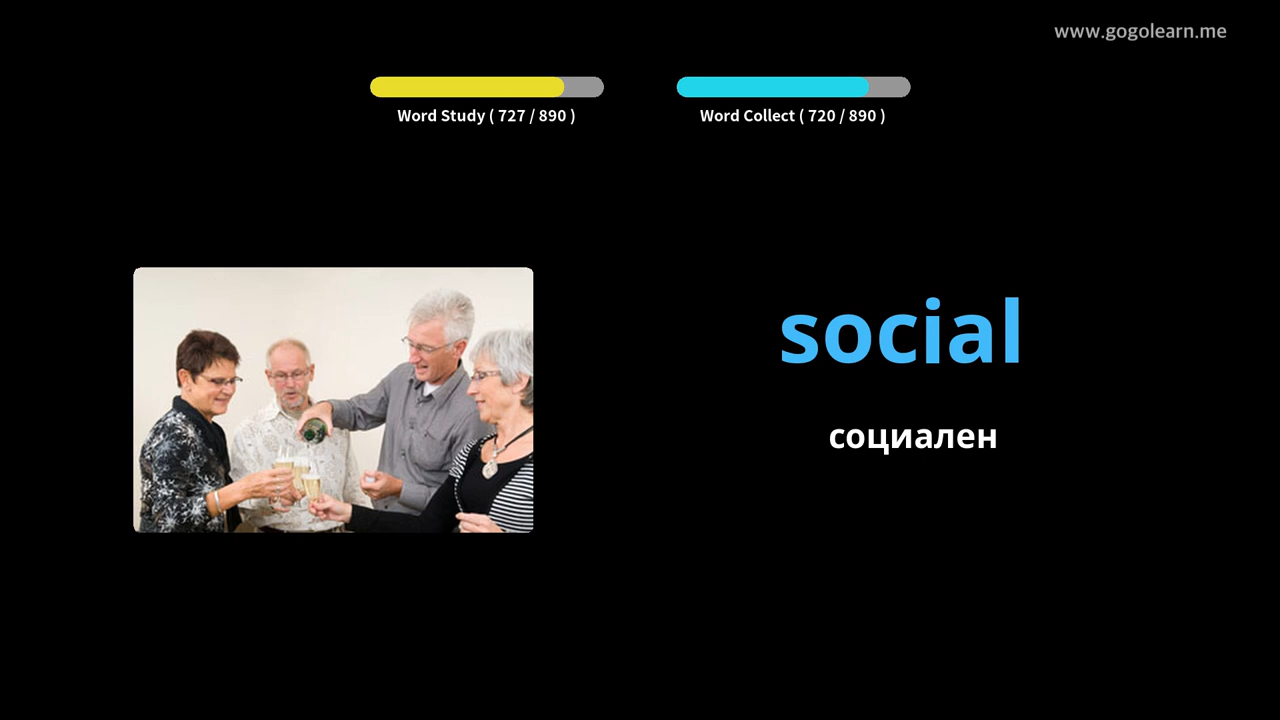 www.gogolearn.me
Word Study ( 727 / 890 )
Word Collect ( 720 / 890 )
social
социален